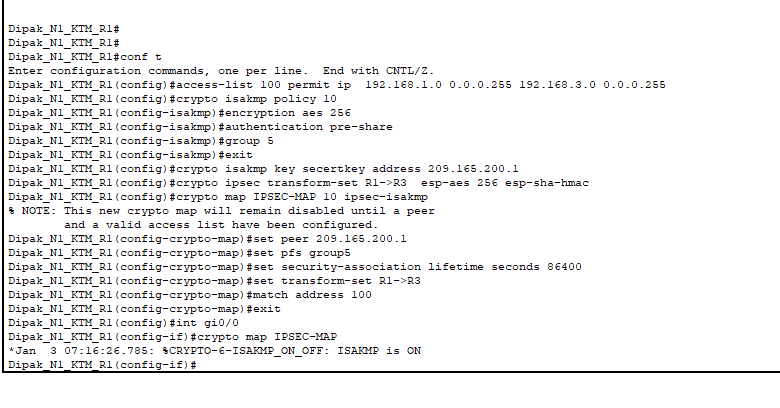 Dipak_N1_KTM_R1#
Dipak_N1_KTM_R1#
Dipak_N1_KTM_R1#conf t
Enter configuration commands, one per line.  End with CNTL/Z.
Dipak_N1_KTM_R1(config)#access-list 100 permit ip  192.168.1.0 0.0.0.255 192.168.3.0 0.0.0.255
Dipak_N1_KTM_R1(config)#crypto isakmp policy 10
Dipak_N1_KTM_R1(config-isakmp)#encryption aes 256
Dipak_N1_KTM_R1(config-isakmp)#authentication pre-share
Dipak_N1_KTM_R1(config-isakmp)#group 5
Dipak_N1_KTM_R1(config-isakmp)#exit
Dipak_N1_KTM_R1(config)#crypto isakmp key secertkey address 209.165.200.1
Dipak_N1_KTM_R1(config)#crypto ipsec transform-set R1->R3  esp-aes 256 esp-sha-hmac
Dipak_N1_KTM_R1(config)#crypto map IPSEC-MAP 10 ipsec-isakmp
% NOTE: This new crypto map will remain disabled until a peer
        and a valid access list have been configured.
Dipak_N1_KTM_R1(config-crypto-map)#set peer 209.165.200.1
Dipak_N1_KTM_R1(config-crypto-map)#set pfs group5
Dipak_N1_KTM_R1(config-crypto-map)#set security-association lifetime seconds 86400
Dipak_N1_KTM_R1(config-crypto-map)#set transform-set R1->R3
Dipak_N1_KTM_R1(config-crypto-map)#match address 100
Dipak_N1_KTM_R1(config-crypto-map)#exit
Dipak_N1_KTM_R1(config)#int gi0/0
Dipak_N1_KTM_R1(config-if)#crypto map IPSEC-MAP
*Jan  3 07:16:26.785: %CRYPTO-6-ISAKMP_ON_OFF: ISAKMP is ON
Dipak_N1_KTM_R1(config-if)#